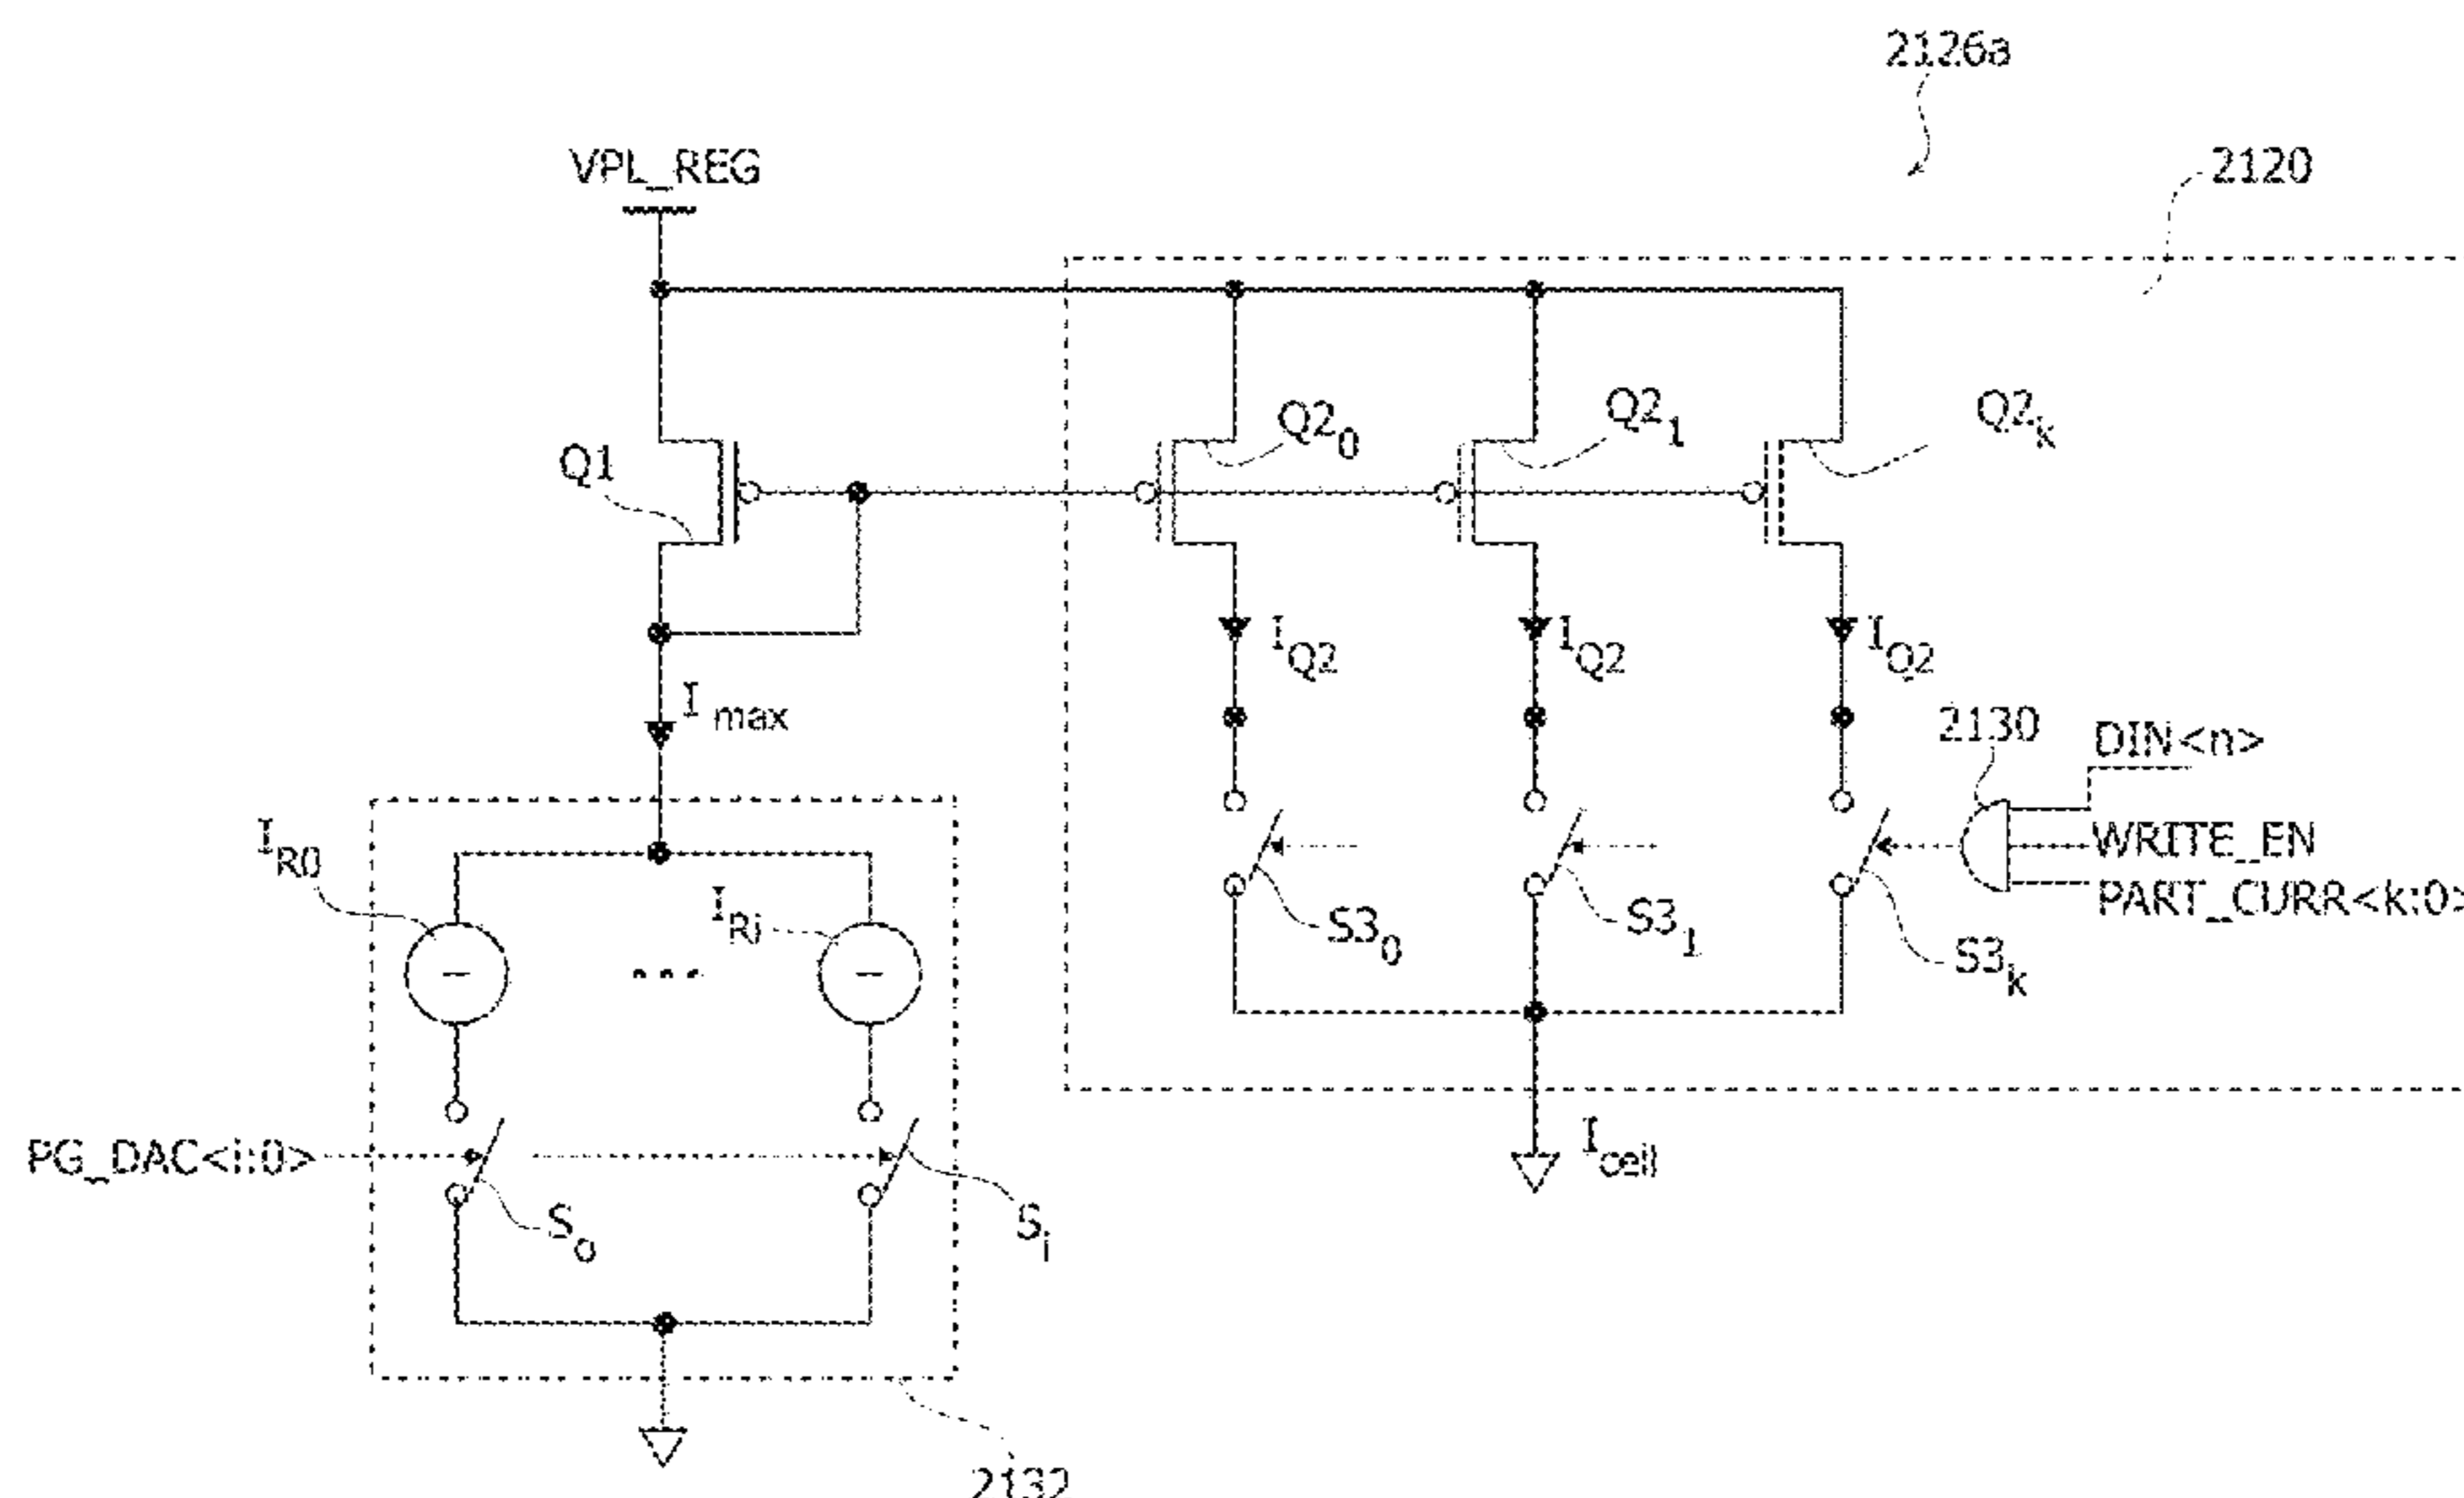 2126a
2120
VPL_REG
Q1
Q2₀
Q2₁
Q2ₖ
I_Q2
I_Q2
I_Q2
I_max
2130
DIN<n>
WRITE_EN
PART_CURR<k:0>
I_R0
I_Ri
S3₀
S3₁
S3ₖ
PG_DAC<i:0>
S₀
Sᵢ
I_cell
2132